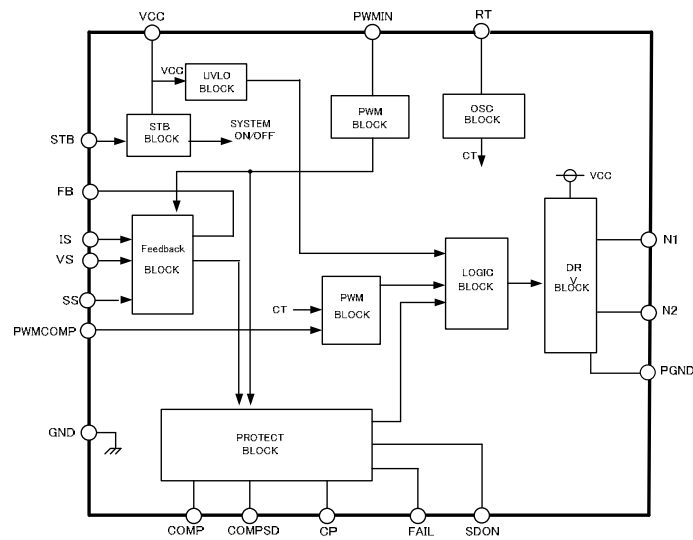 VCC
PWMIN
RT
VCC
UVLO
BLOCK
PWM
BLOCK
OSC
BLOCK
STB
STB
BLOCK
SYSTEM
ON/OFF
CT
FB
VCC
IS
VS
SS
Feedback
BLOCK
LOGIC
BLOCK
DR
V
BLOCK
N1
N2
CT
PWM
BLOCK
PWMCOMP
PGND
GND
PROTECT
BLOCK
COMP
COMPSD
CP
FAIL
SDON